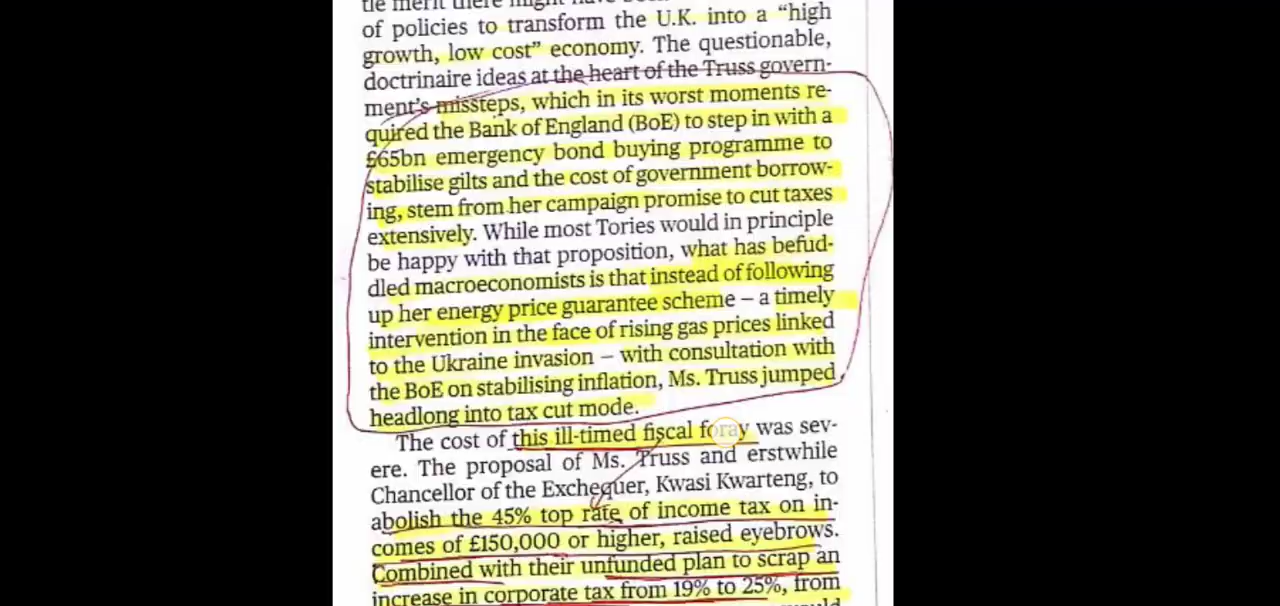 of policies to transform the U.K. into a “high
growth, low cost” economy. The questionable,
doctrinaire ideas at the heart of the Truss govern-
ment’s missteps, which in its worst moments re-
quired the Bank of England (BoE) to step in with a
£65bn emergency bond buying programme to
stabilise gilts and the cost of government borrow-
ing, stem from her campaign promise to cut taxes
extensively. While most Tories would in principle
be happy with that proposition, what has befud-
dled macroeconomists is that instead of following
up her energy price guarantee scheme – a timely
intervention in the face of rising gas prices linked
to the Ukraine invasion – with consultation with
the BoE on stabilising inflation, Ms. Truss jumped
headlong into tax cut mode.
The cost of this ill-timed fiscal foray was sev-
ere. The proposal of Ms. Truss and erstwhile
Chancellor of the Exchequer, Kwasi Kwarteng, to
abolish the 45% top rate of income tax on in-
comes of £150,000 or higher, raised eyebrows.
Combined with their unfunded plan to scrap an
increase in corporate tax from 19% to 25%, from